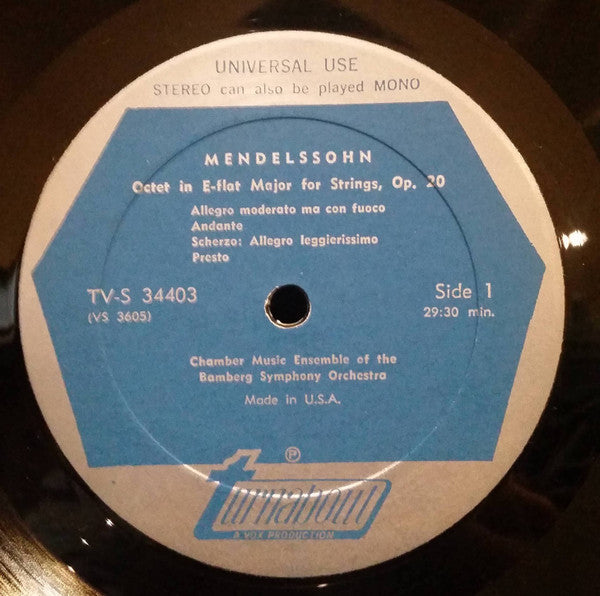 UNIVERSAL USE
STEREO can also be played MONO
MENDELSSOHN
Octet in E-flat Major for Strings, Op. 20
Allegro moderato ma con fuoco
Andante
Scherzo: Allegro leggierissimo
Presto
TV-S 34403
(VS 3605)
Side 1
29:30 min.
Chamber Music Ensemble of the
Bamberg Symphony Orchestra
Made in U.S.A.
℗
turnabout
A VOX PRODUCTION